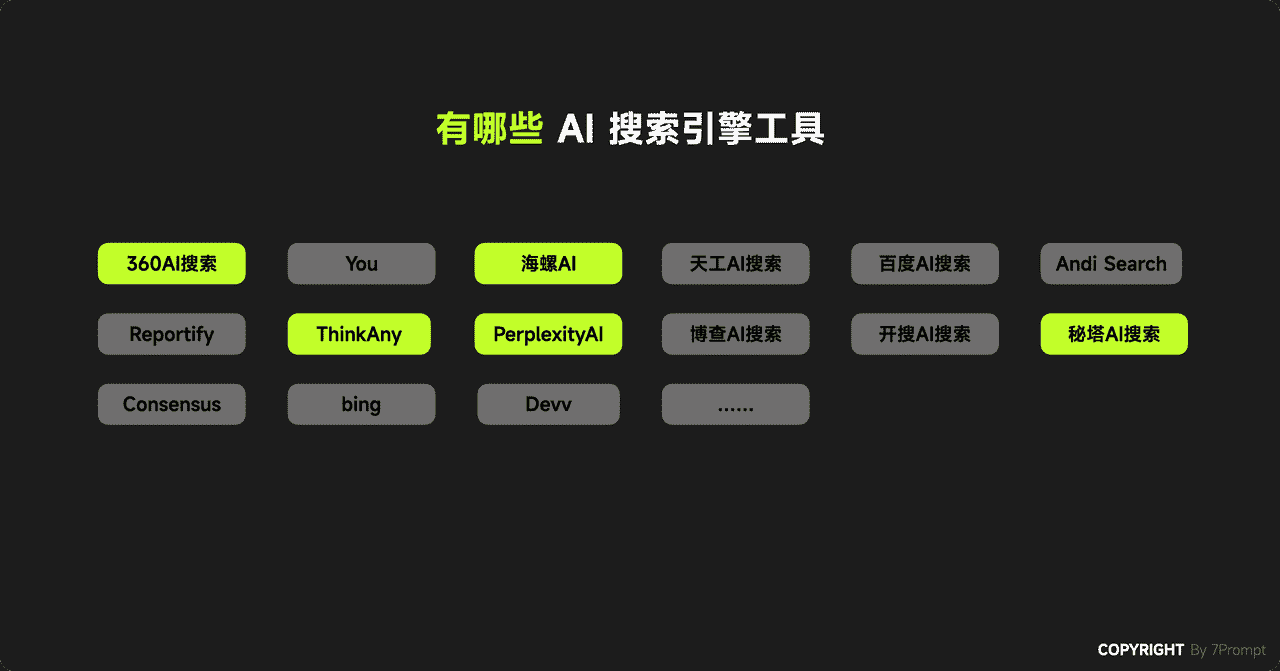 有哪些 AI 搜索引擎工具
360AI搜索 You 海螺AI 天工AI搜索 百度AI搜索 Andi Search
Reportify ThinkAny PerplexityAI 博查AI搜索 开搜AI搜索 秘塔AI搜索
Consensus bing Devv ......
COPYRIGHT By 7Prompt